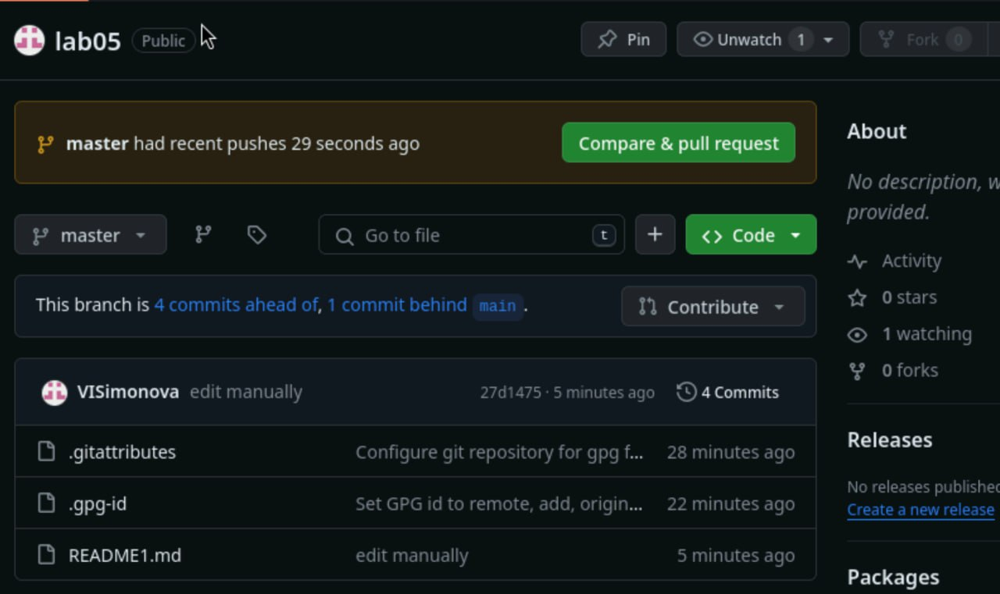 lab05 Public Pin Unwatch 1 Fork 0
master had recent pushes 29 seconds ago Compare & pull request
master Go to file t + Code
This branch is 4 commits ahead of, 1 commit behind main. Contribute
VISimonova edit manually 27d1475 · 5 minutes ago 4 Commits
.gitattributes Configure git repository for gpg f... 28 minutes ago
.gpg-id Set GPG id to remote, add, origin... 22 minutes ago
README1.md edit manually 5 minutes ago
About
No description, w
provided.
Activity
0 stars
1 watching
0 forks
Releases
No releases published
Create a new release
Packages